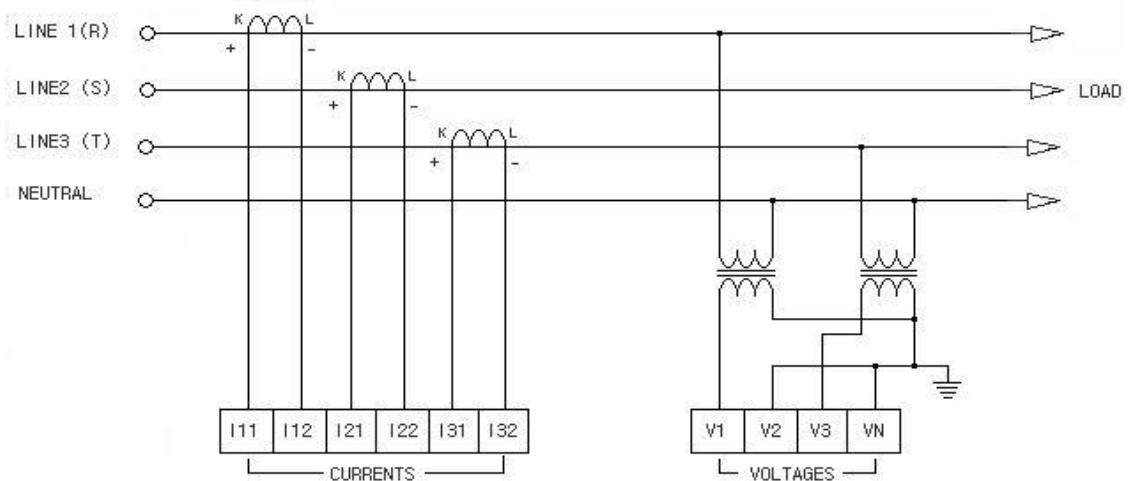 LINE 1(R)
K L
+ -
LINE2 (S)
K L
+ -
LOAD
LINE3 (T)
K L
+ -
NEUTRAL
I11 I12 I21 I22 I31 I32
V1 V2 V3 VN
CURRENTS
VOLTAGES